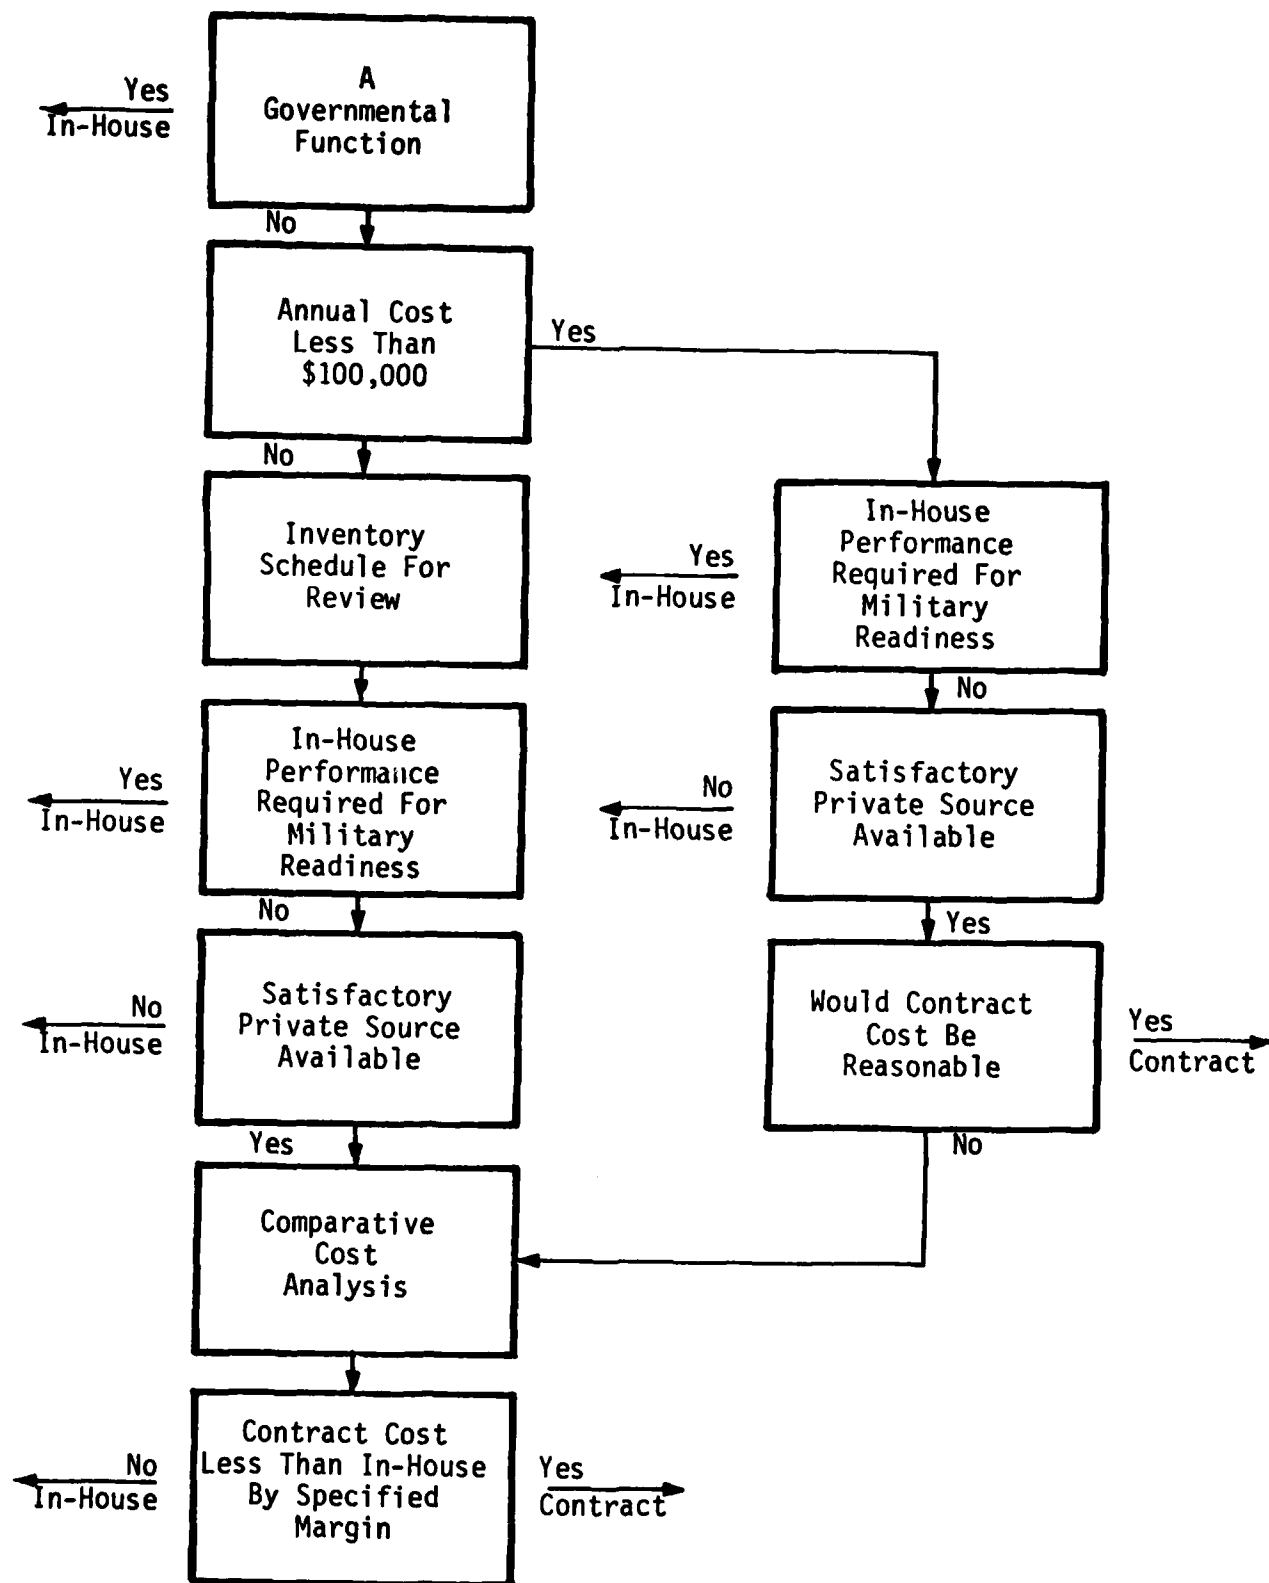 A
Governmental
Function
Yes
In-House
No
Annual Cost
Less Than
$100,000
Yes
No
Inventory
Schedule For
Review
In-House
Performance
Required For
Military
Readiness
Yes
In-House
No
In-House
Performance
Required For
Military
Readiness
Yes
In-House
No
Satisfactory
Private Source
Available
No
In-House
Yes
Satisfactory
Private Source
Available
No
In-House
Yes
Would Contract
Cost Be
Reasonable
Yes
Contract
No
Comparative
Cost
Analysis
Contract Cost
Less Than In-House
By Specified
Margin
No
In-House
Yes
Contract